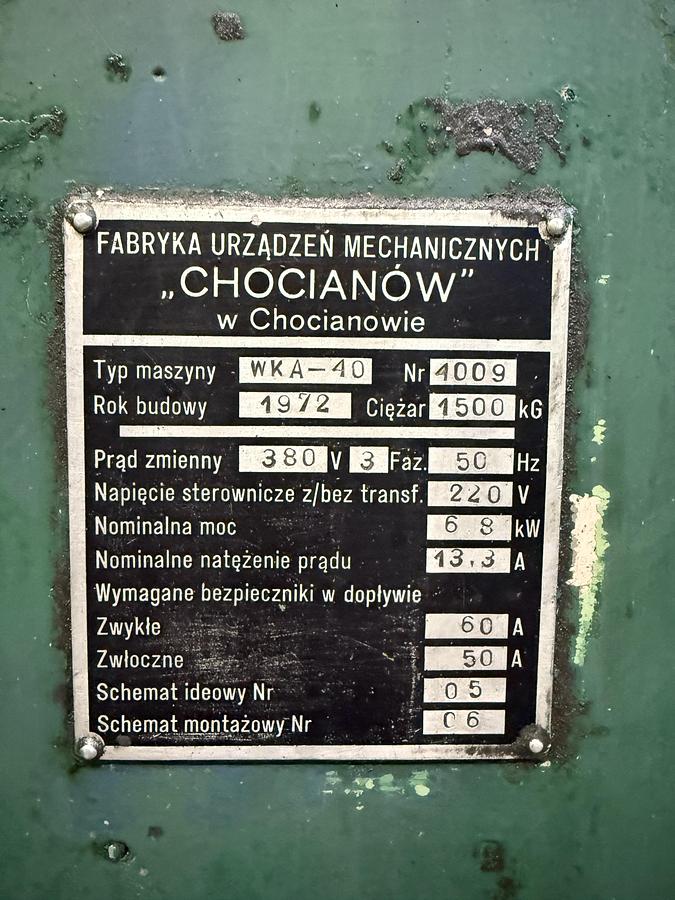 FABRYKA URZĄDZEŃ MECHANICZNYCH
„CHOCIANÓW”
w Chocianowie
Typ maszyny WKA-40 Nr 4009
Rok budowy 1972 Ciężar 1500 kG
Prąd zmienny 380 V 3 Faz. 50 Hz
Napięcie sterownicze z/bez transf. 220 V
Nominalna moc 6 8 kW
Nominalne natężenie prądu 13,3 A
Wymagane bezpieczniki w dopływie
Zwykłe 60 A
Zwłoczne 50 A
Schemat ideowy Nr 05
Schemat montażowy Nr 06